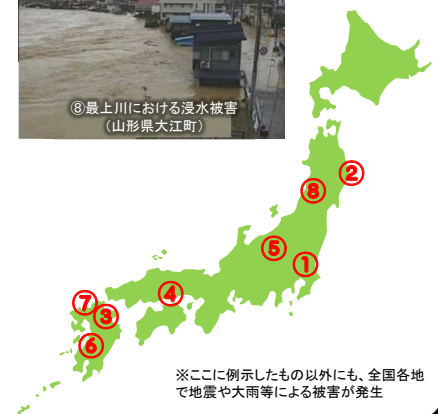 ⑧最上川における浸水被害
（山形県大江町）
②
⑧
⑤
①
④
⑦
③
⑥
※ここに例示したもの以外にも、全国各地
で地震や大雨等による被害が発生